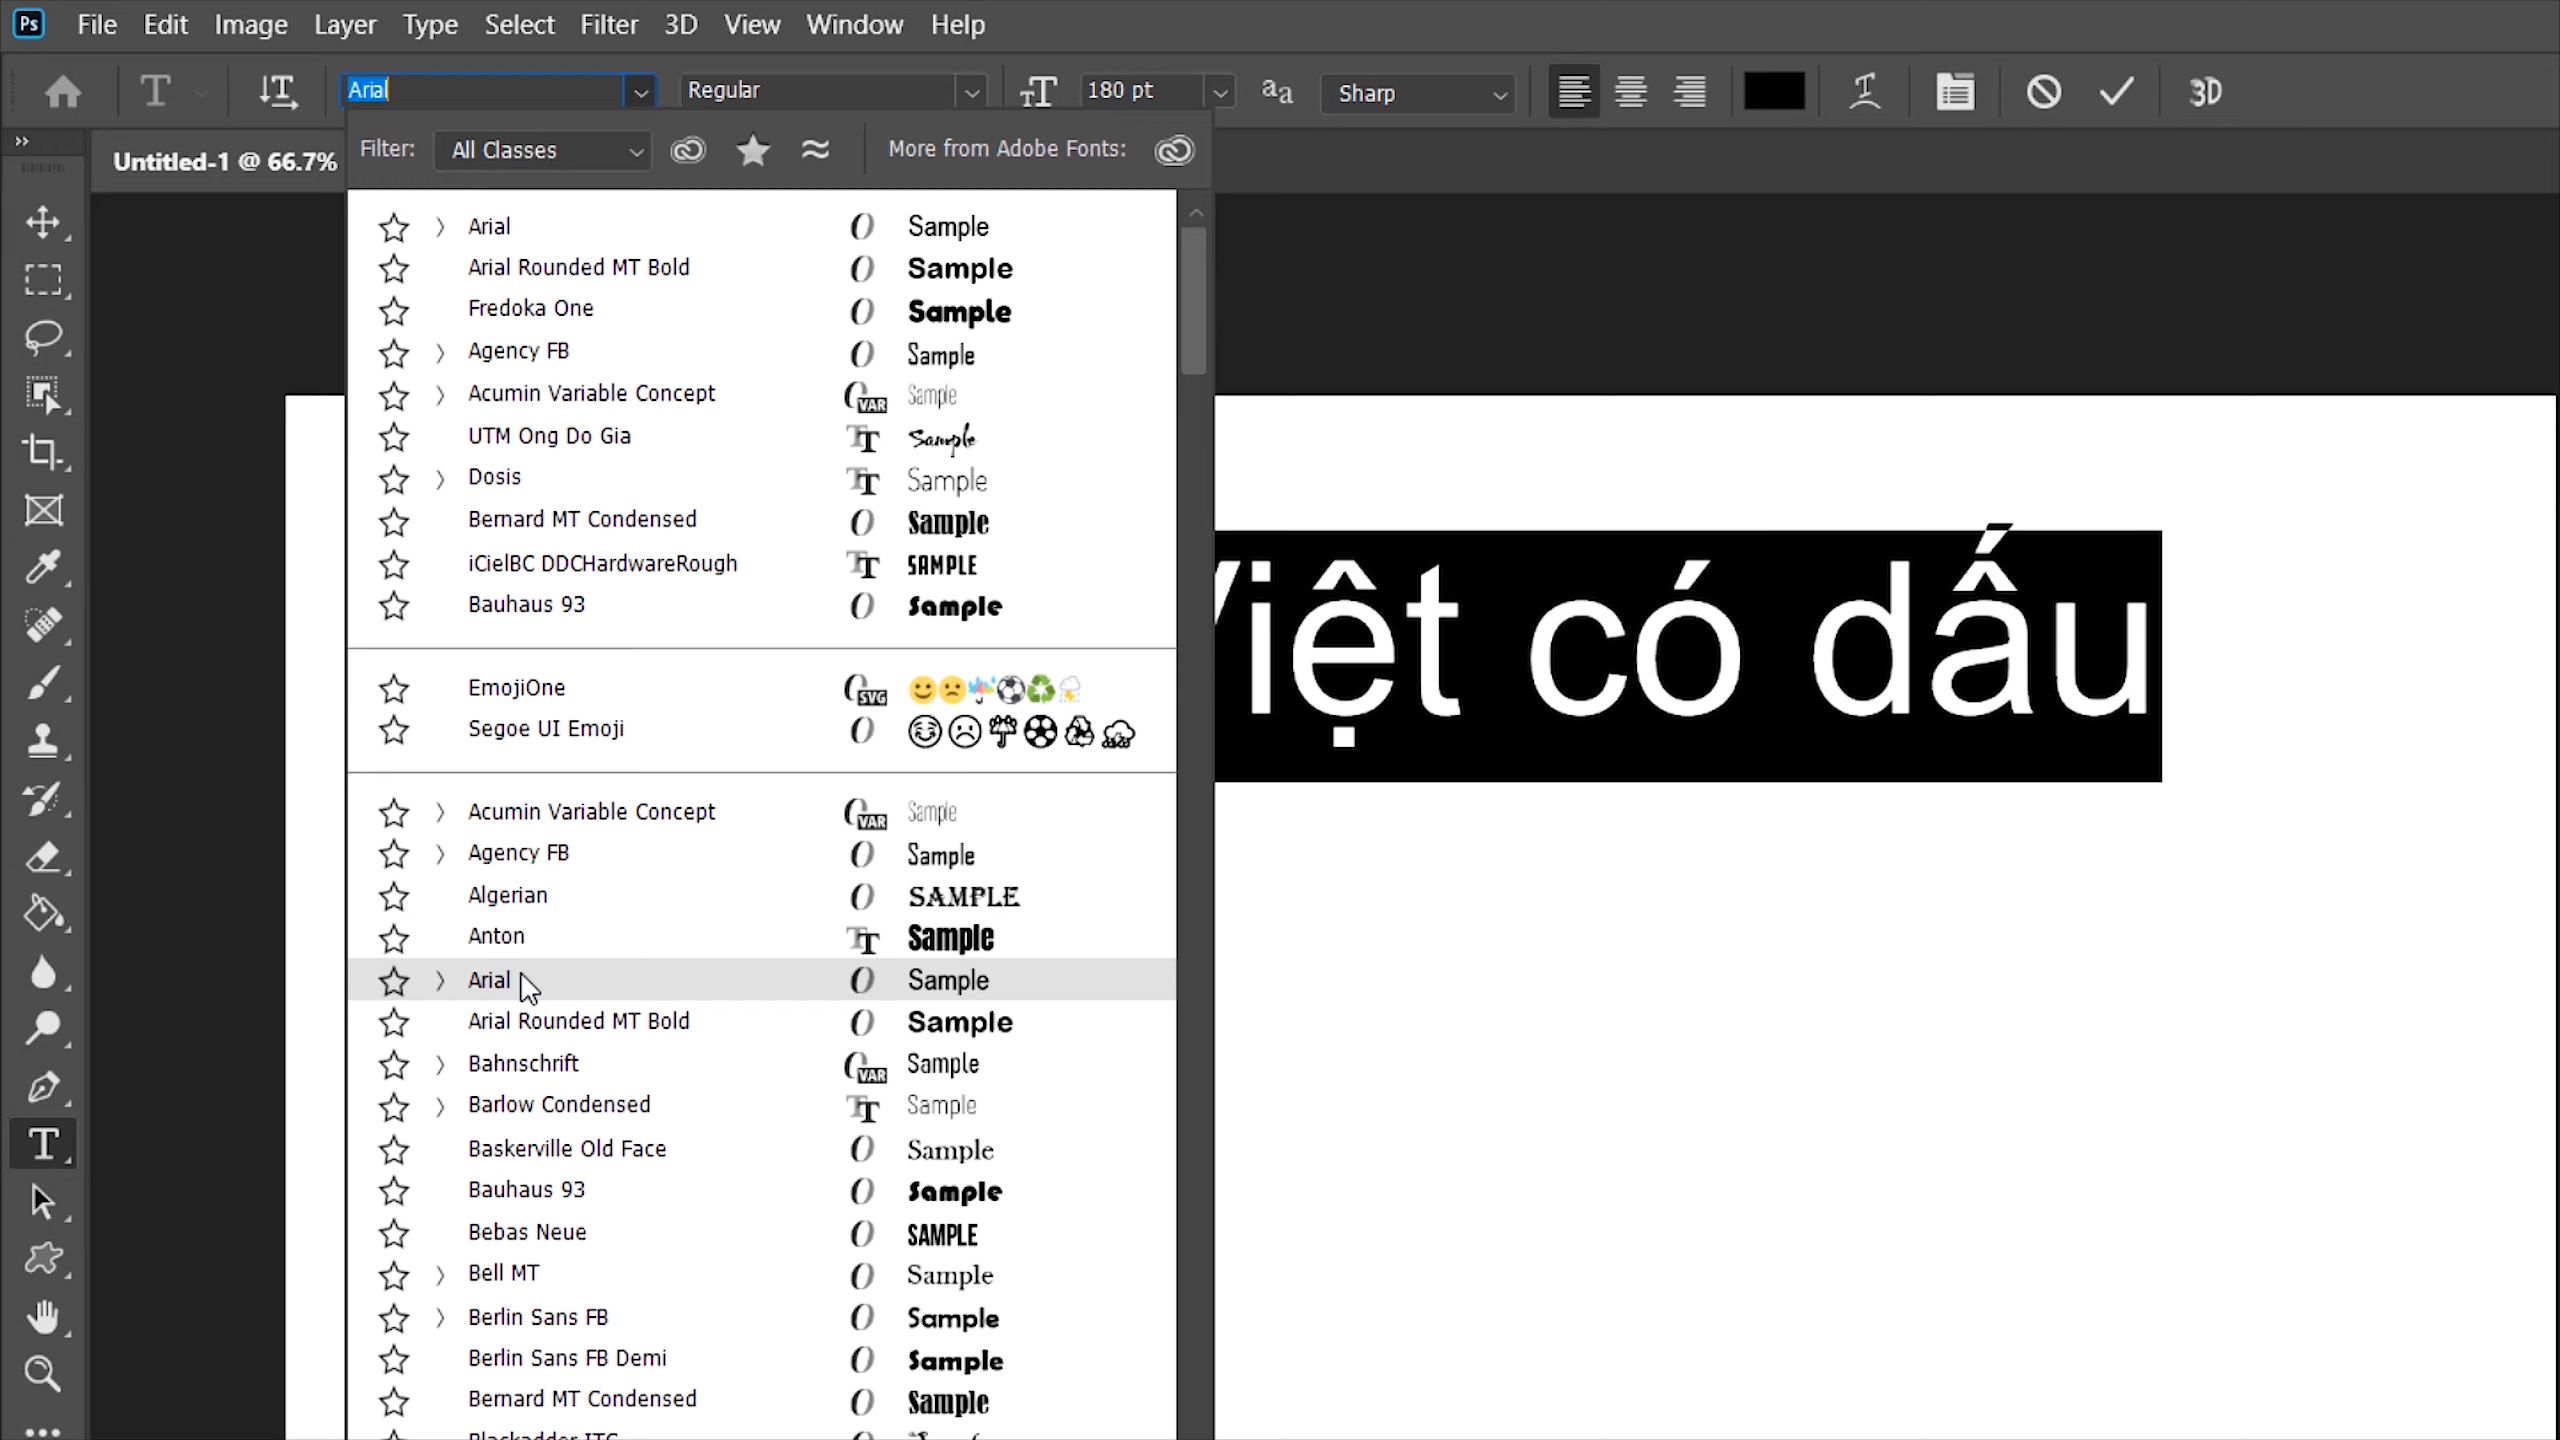 Ps File Edit Image Layer Type Select Filter 3D View Window Help
Arial Regular 180 pt Sharp 3D
Untitled-1 @ 66.7%
Filter: All Classes More from Adobe Fonts:
Arial Sample
Arial Rounded MT Bold Sample
Fredoka One Sample
Agency FB Sample
Acumin Variable Concept VAR Sample
UTM Ong Do Gia Sample
Dosis Sample
Bernard MT Condensed Sample
iCielBC DDCHardwareRough SAMPLE
Bauhaus 93 Sample
EmojiOne SVG
Segoe UI Emoji
Việt có dấu
Acumin Variable Concept VAR Sample
Agency FB Sample
Algerian SAMPLE
Anton Sample
Arial Sample
Arial Rounded MT Bold Sample
Bahnschrift VAR Sample
Barlow Condensed Sample
Baskerville Old Face Sample
Bauhaus 93 Sample
Bebas Neue SAMPLE
Bell MT Sample
Berlin Sans FB Sample
Berlin Sans FB Demi Sample
Bernard MT Condensed Sample